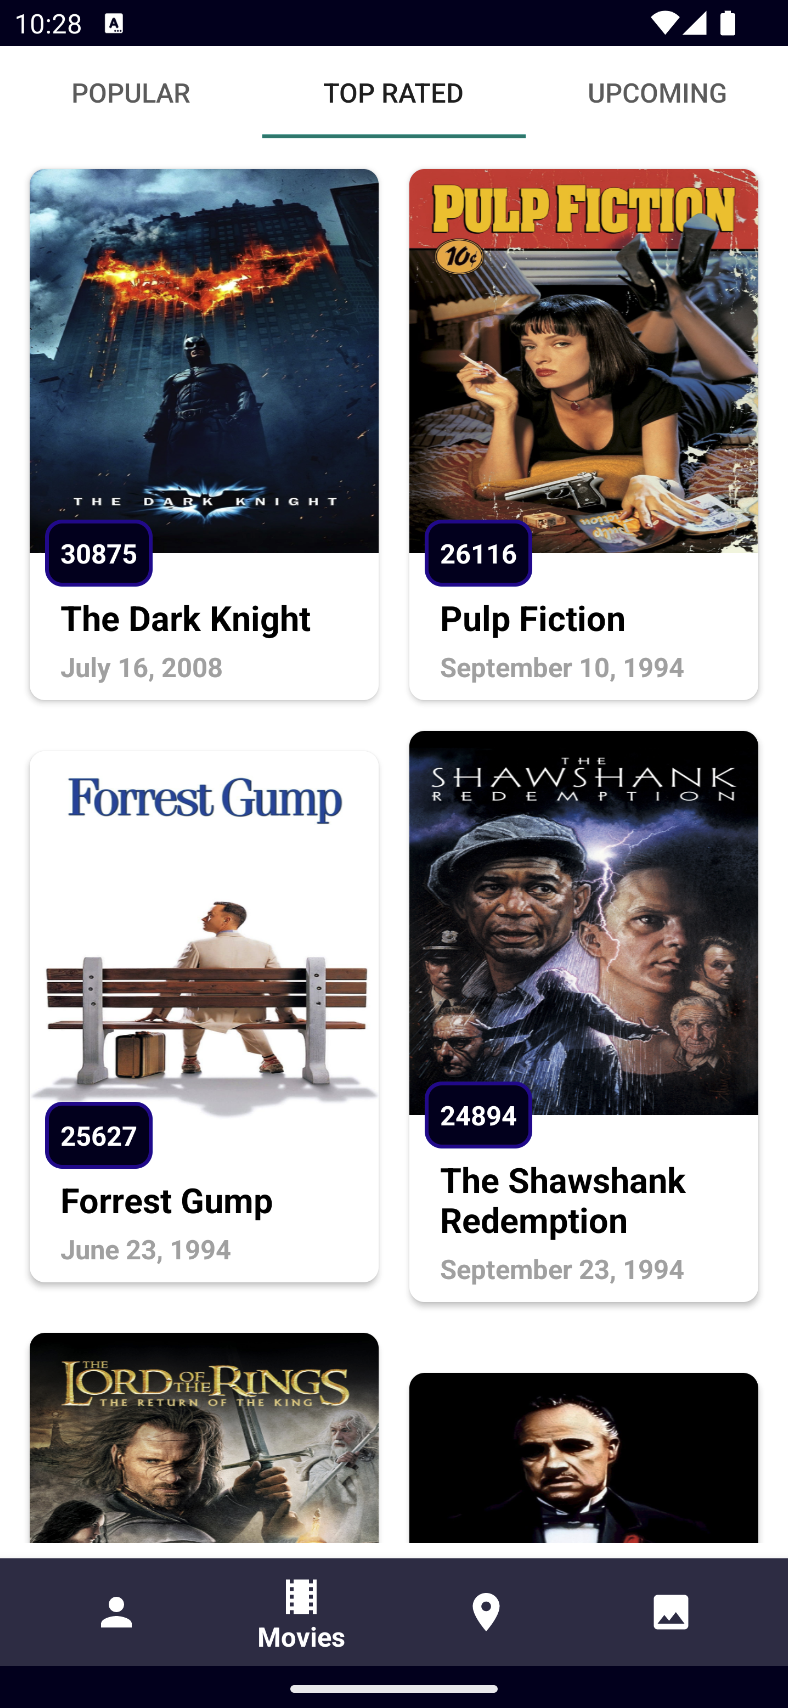 10:28
POPULAR
TOP RATED
UPCOMING
THE DARK KNIGHT
30875
The Dark Knight
July 16, 2008
PULP FICTION
10¢
26116
Pulp Fiction
September 10, 1994
Forrest Gump
25627
Forrest Gump
June 23, 1994
THE
SHAWSHANK
REDEMPTION
24894
The Shawshank
Redemption
September 23, 1994
THE
LORD OF THE RINGS
THE RETURN OF THE KING
Movies